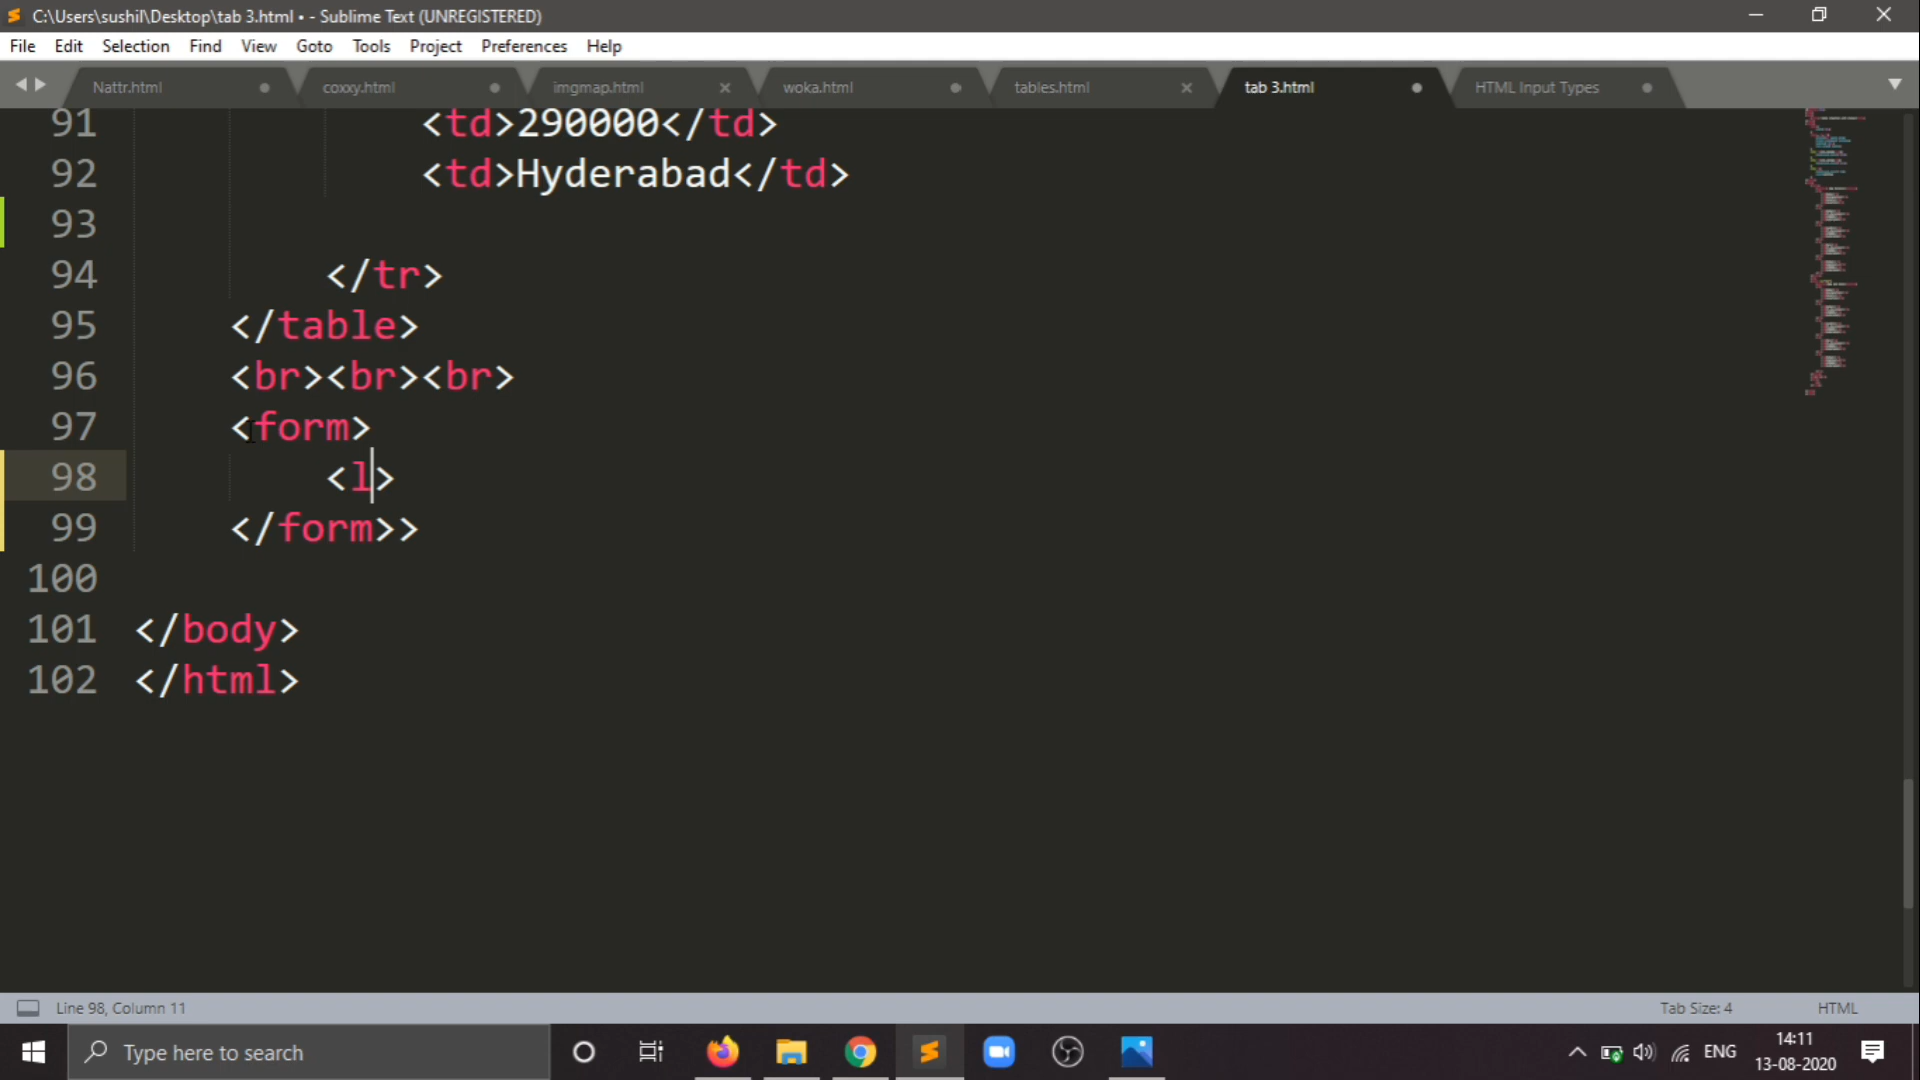 C:\Users\sushil\Desktop\tab 3.html • - Sublime Text (UNREGISTERED)
File Edit Selection Find View Goto Tools Project Preferences Help
Nattr.html coxxy.html imgmap.html woka.html tables.html tab 3.html HTML Input Types
91 <td>290000</td>
92 <td>Hyderabad</td>
93
94 </tr>
95 </table>
96 <br><br><br>
97 <form>
98 <l>
99 </form>>
100
101 </body>
102 </html>
Line 98, Column 11 Tab Size: 4 HTML
Type here to search ENG 14:11
13-08-2020